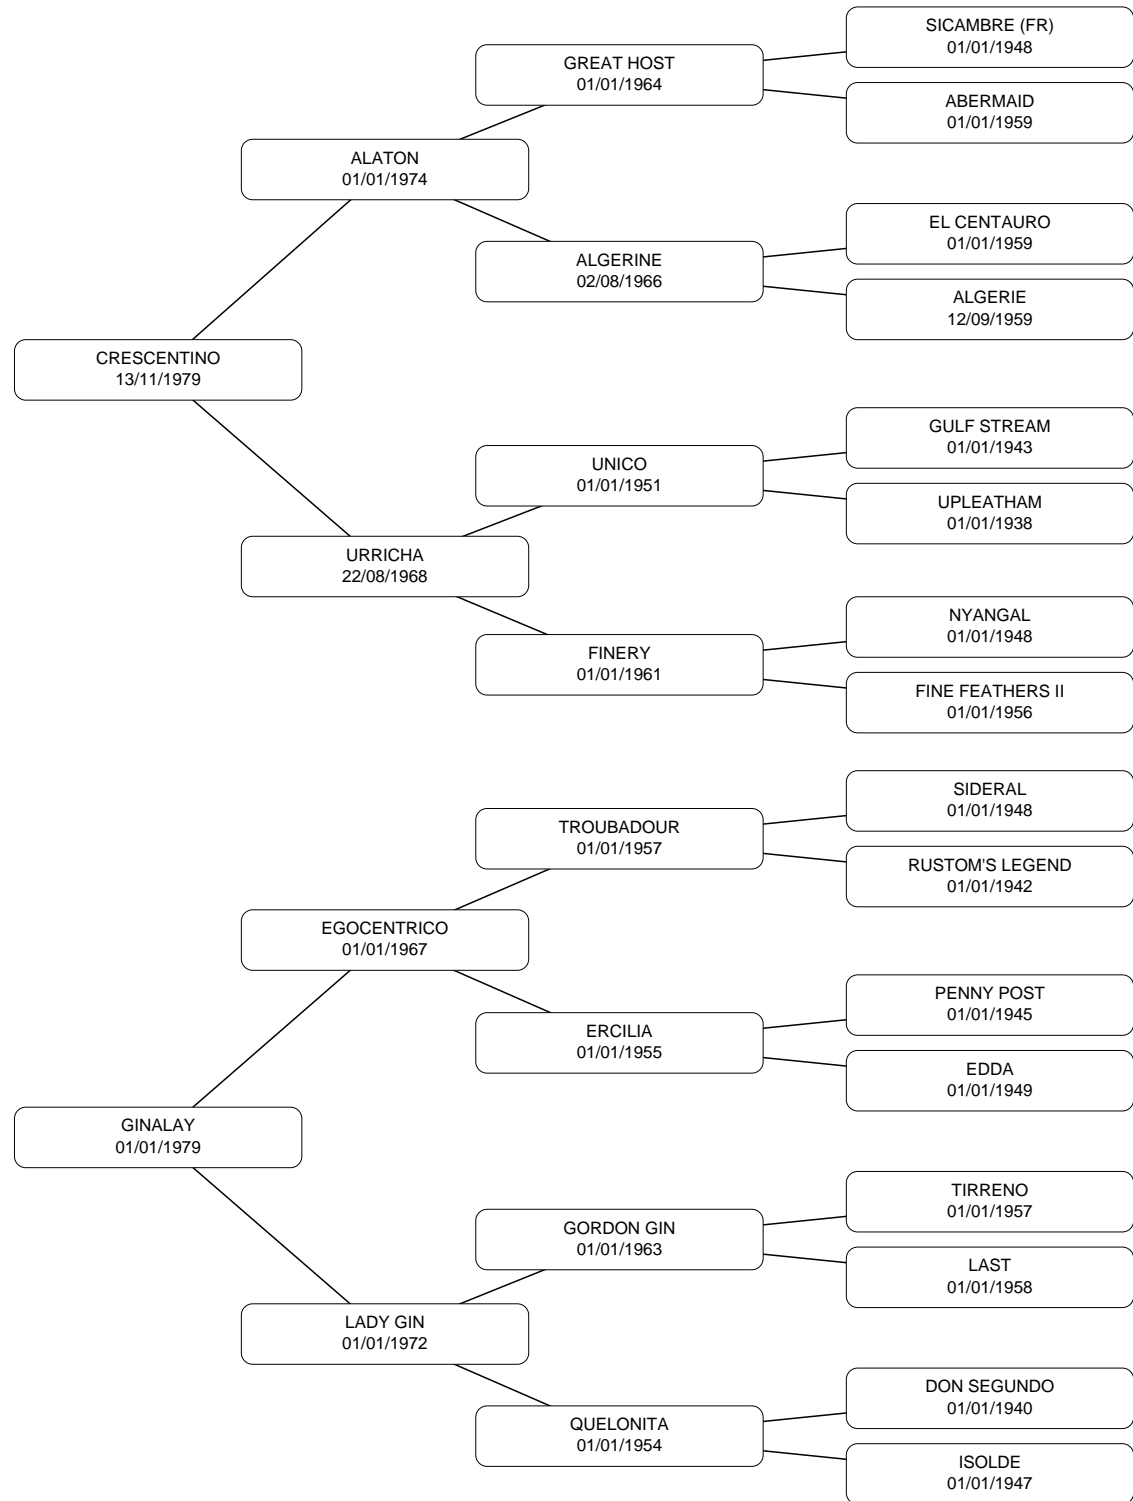 SICAMBRE (FR)
01/01/1948
GREAT HOST
01/01/1964
ABERMAID
01/01/1959
ALATON
01/01/1974
EL CENTAURO
01/01/1959
ALGERINE
02/08/1966
ALGERIE
12/09/1959
CRESCENTINO
13/11/1979
GULF STREAM
01/01/1943
UNICO
01/01/1951
UPLEATHAM
01/01/1938
URRICHA
22/08/1968
NYANGAL
01/01/1948
FINERY
01/01/1961
FINE FEATHERS II
01/01/1956
SIDERAL
01/01/1948
TROUBADOUR
01/01/1957
RUSTOM'S LEGEND
01/01/1942
EGOCENTRICO
01/01/1967
PENNY POST
01/01/1945
ERCILIA
01/01/1955
EDDA
01/01/1949
GINALAY
01/01/1979
TIRRENO
01/01/1957
GORDON GIN
01/01/1963
LAST
01/01/1958
LADY GIN
01/01/1972
DON SEGUNDO
01/01/1940
QUELONITA
01/01/1954
ISOLDE
01/01/1947